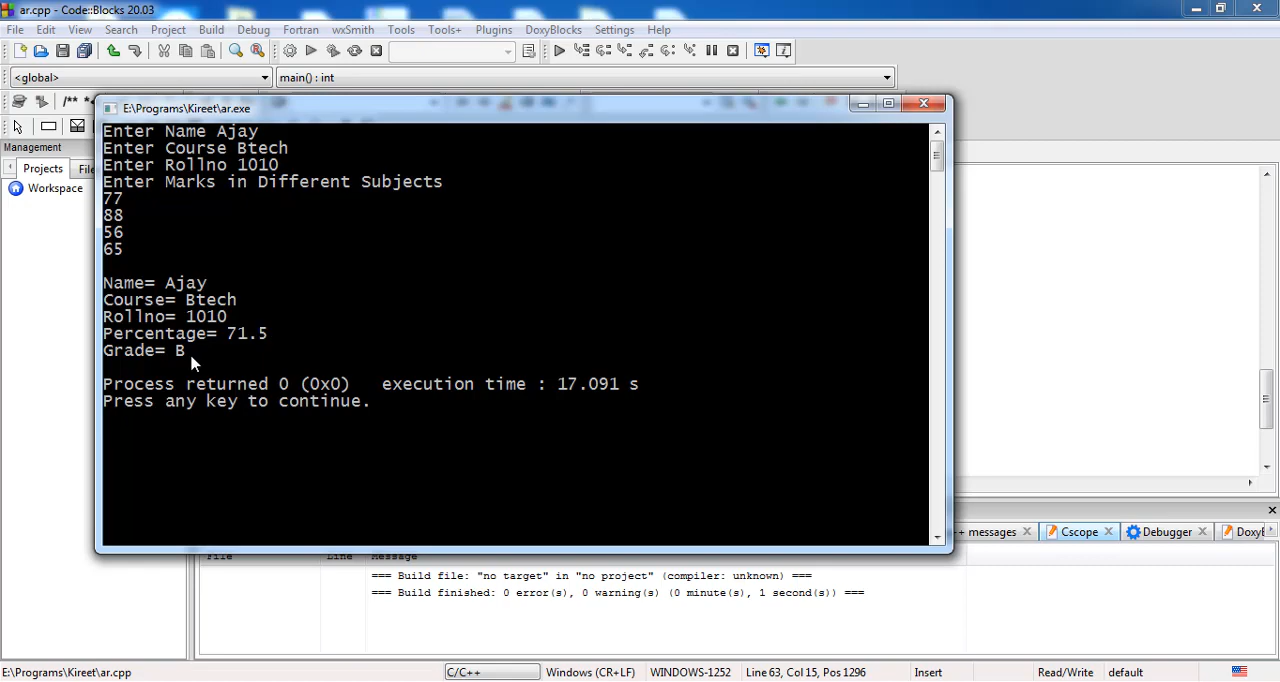 ar.cpp - Code::Blocks 20.03
File Edit View Search Project Build Debug Fortran wxSmith Tools Tools+ Plugins DoxyBlocks Settings Help
<global> main() : int
/**
E:\Programs\Kireet\ar.exe
Enter Name Ajay
Enter Course Btech
Enter Rollno 1010
Enter Marks in Different Subjects
77
88
56
65
Name= Ajay
Course= Btech
Rollno= 1010
Percentage= 71.5
Grade= B
Process returned 0 (0x0) execution time : 17.091 s
Press any key to continue.
Management
Projects File
Workspace
++ messages Cscope Debugger DoxyB
File Line Message
=== Build file: "no target" in "no project" (compiler: unknown) ===
=== Build finished: 0 error(s), 0 warning(s) (0 minute(s), 1 second(s)) ===
E:\Programs\Kireet\ar.cpp C/C++ Windows (CR+LF) WINDOWS-1252 Line 63, Col 15, Pos 1296 Insert Read/Write default